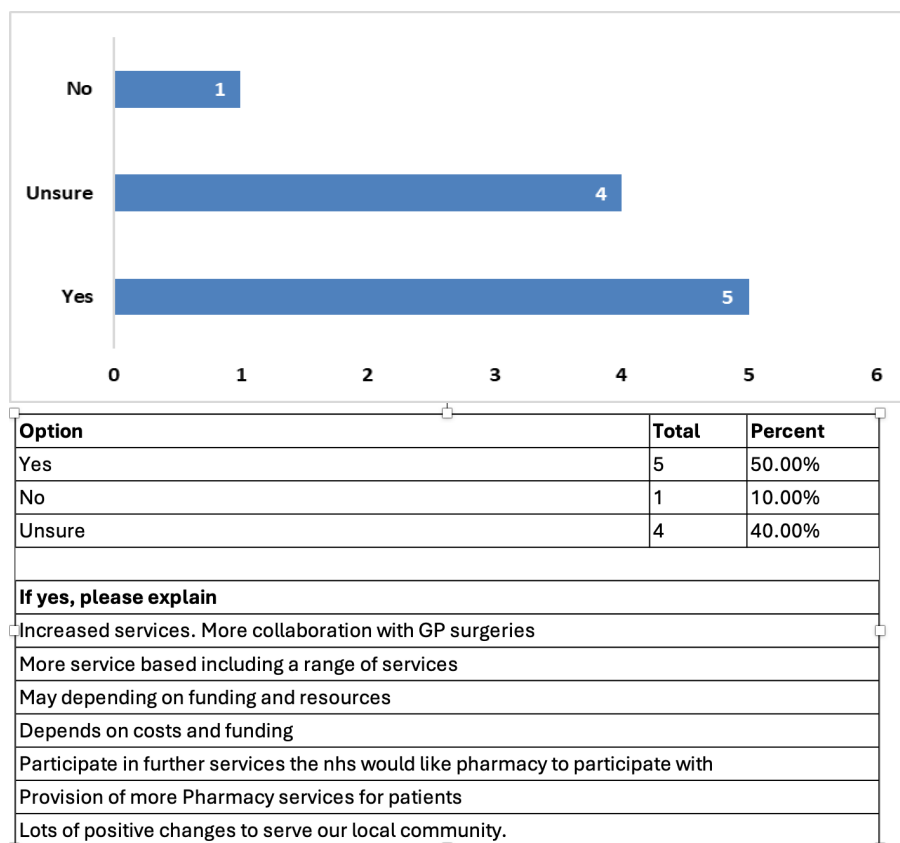 No 1
Unsure 4
Yes 5
0 1 2 3 4 5 6
Option Total Percent
Yes 5 50.00%
No 1 10.00%
Unsure 4 40.00%
If yes, please explain
Increased services. More collaboration with GP surgeries
More service based including a range of services
May depending on funding and resources
Depends on costs and funding
Participate in further services the nhs would like pharmacy to participate with
Provision of more Pharmacy services for patients
Lots of positive changes to serve our local community.